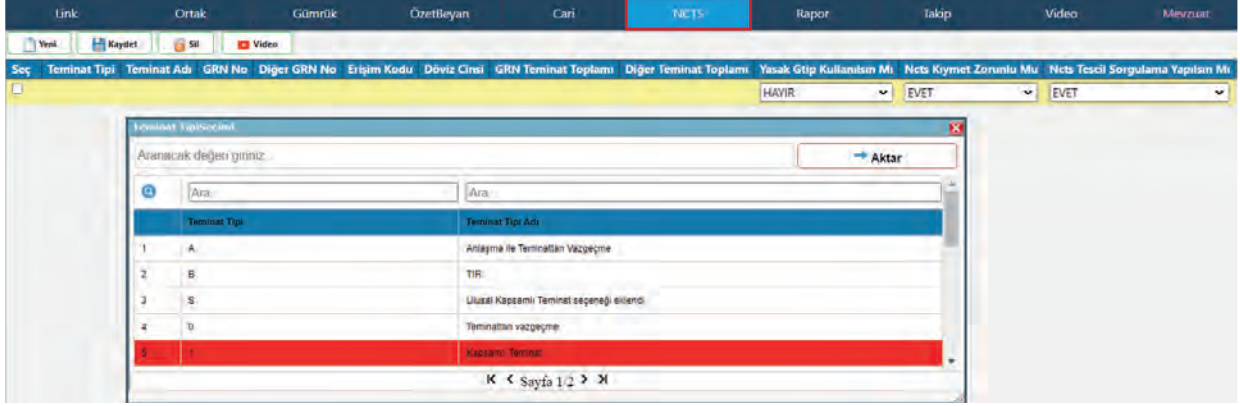 Link Ortak Gümrük ÖzetBeyan Cari NCTS Rapor Takip Video Mevzuat
Yeni Kaydet Sil Video
Seç Teminat Tipi Teminat Adı GRN No Diğer GRN No Erişim Kodu Döviz Cinsi GRN Teminat Toplamı Diğer Teminat Toplamı Yasak Gtip Kullanılsın Mı Ncts Kıymet Zorunlu Mu Ncts Tescil Sorgulama Yapılsın Mı
HAYIR EVET EVET
Teminat TipiSecimi
Aranacak değeri giriniz... Aktar
Ara Ara
Teminat Tipi Teminat Tipi Adı
1 A Anlaşma ile Teminattan Vazgeçme
2 B TIR
3 S Ulusal Kapsamlı Teminat seçeneği eklendi
4 0 Teminattan vazgeçme
5 1 Kapsamlı Teminat
Sayfa 1/2